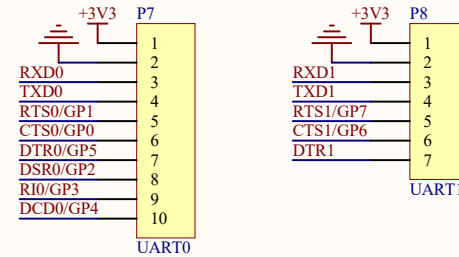 +3V3 P7
1
2
RXD0 3
TXD0 4
RTS0/GP1 5
CTS0/GP0 6
DTR0/GP5 7
DSR0/GP2 8
RI0/GP3 9
DCD0/GP4 10
UART0
+3V3 P8
1
2
RXD1 3
TXD1 4
RTS1/GP7 5
CTS1/GP6 6
DTR1 7
UART1